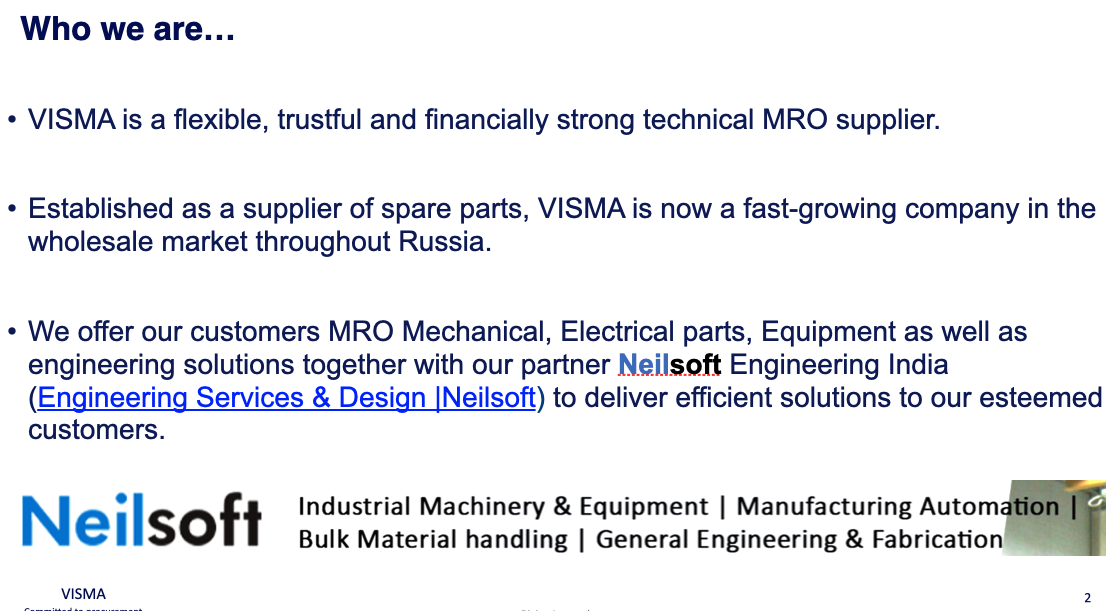 Who we are…
• VISMA is a flexible, trustful and financially strong technical MRO supplier.
• Established as a supplier of spare parts, VISMA is now a fast-growing company in the
wholesale market throughout Russia.
• We offer our customers MRO Mechanical, Electrical parts, Equipment as well as
engineering solutions together with our partner Neilsoft Engineering India
(Engineering Services & Design |Neilsoft) to deliver efficient solutions to our esteemed
customers.
Neilsoft
Industrial Machinery & Equipment | Manufacturing Automation |
Bulk Material handling | General Engineering & Fabrication
VISMA
Committed to procurement
2